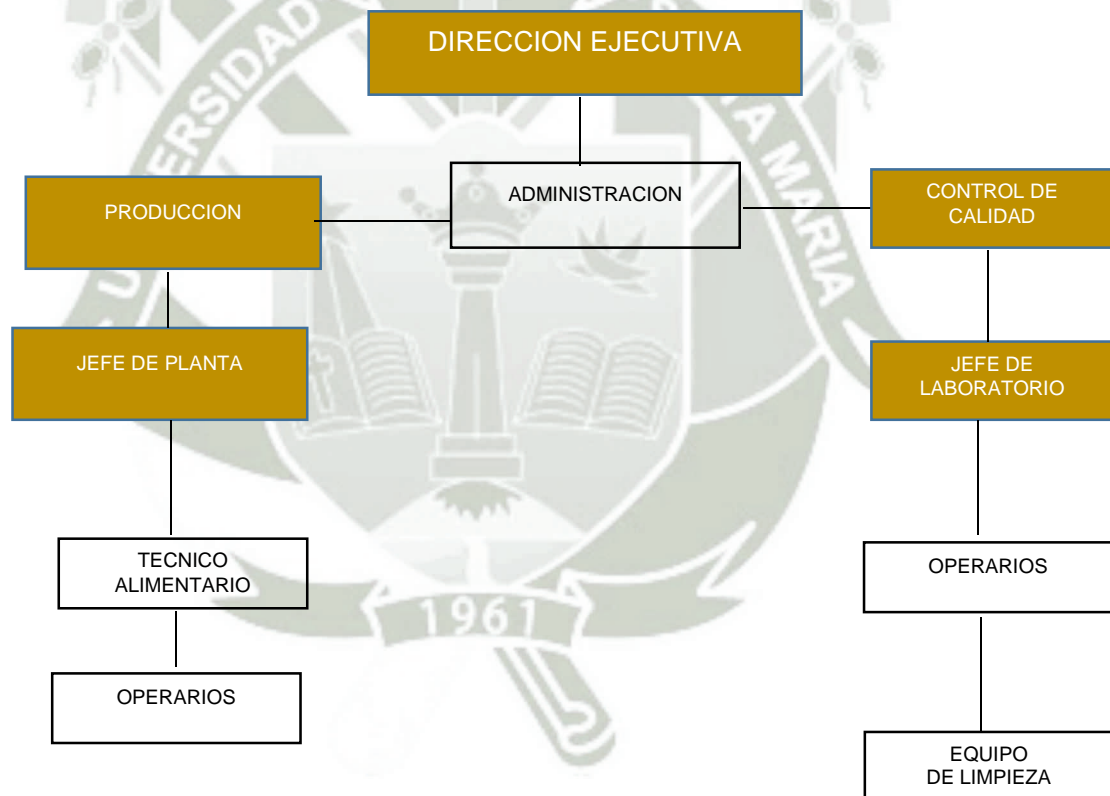 DIRECCION EJECUTIVA
ADMINISTRACION
PRODUCCION
CONTROL DE
CALIDAD
JEFE DE PLANTA
JEFE DE
LABORATORIO
TECNICO
ALIMENTARIO
OPERARIOS
OPERARIOS
EQUIPO
DE LIMPIEZA
1961